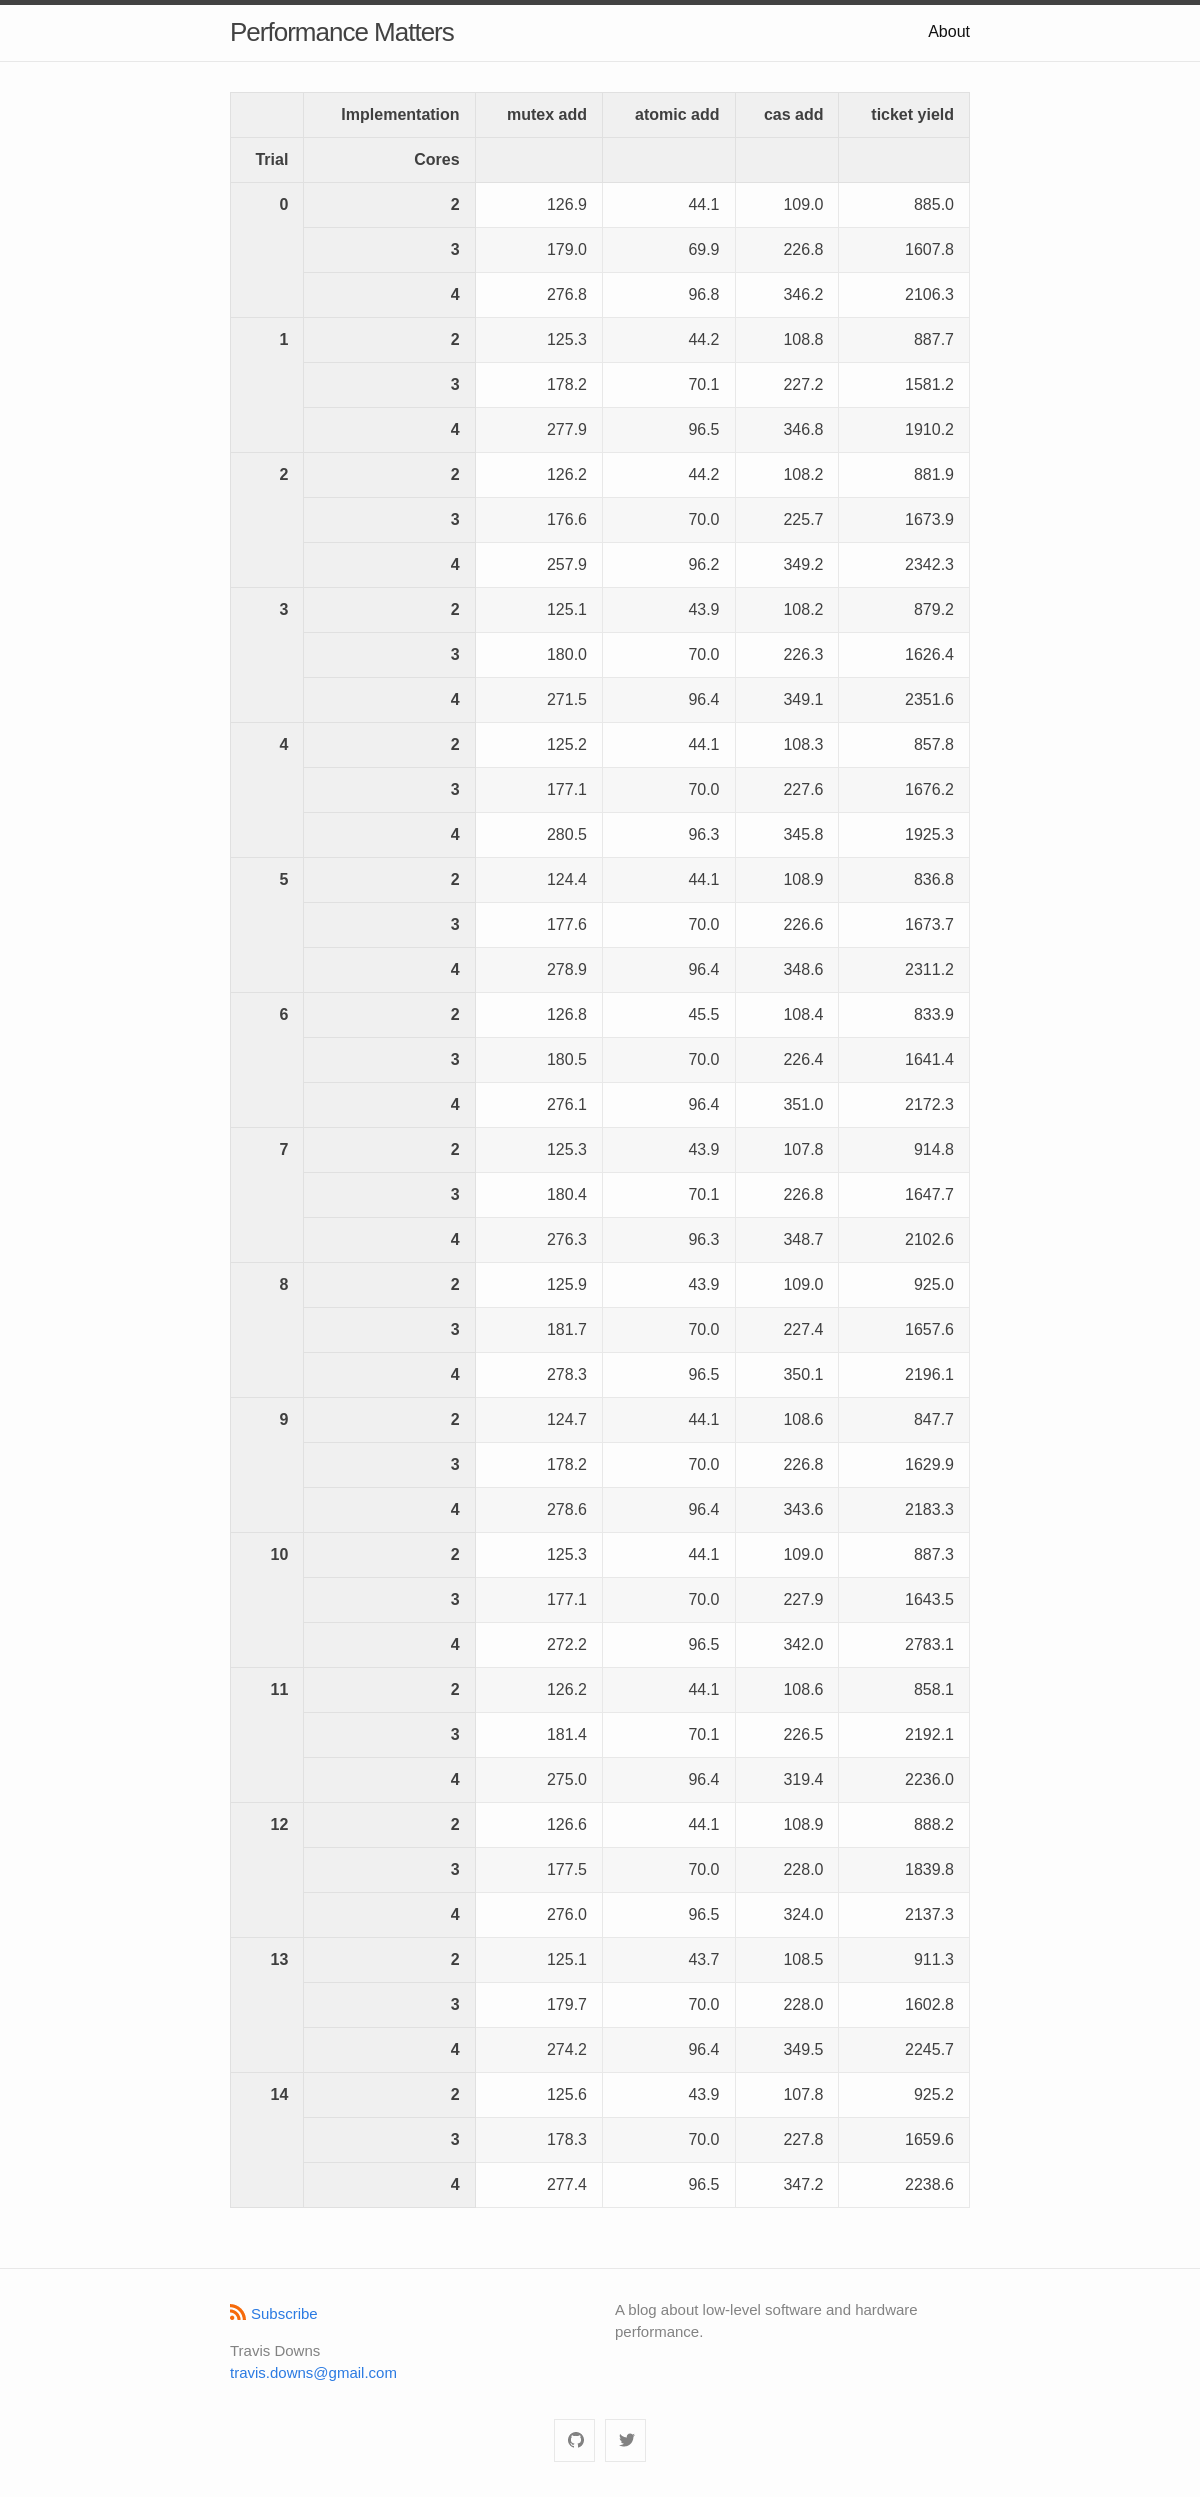 Performance Matters About
Implementation mutex add atomic add cas add ticket yield
Trial Cores
0 2 126.9 44.1 109.0 885.0
3 179.0 69.9 226.8 1607.8
4 276.8 96.8 346.2 2106.3
1 2 125.3 44.2 108.8 887.7
3 178.2 70.1 227.2 1581.2
4 277.9 96.5 346.8 1910.2
2 2 126.2 44.2 108.2 881.9
3 176.6 70.0 225.7 1673.9
4 257.9 96.2 349.2 2342.3
3 2 125.1 43.9 108.2 879.2
3 180.0 70.0 226.3 1626.4
4 271.5 96.4 349.1 2351.6
4 2 125.2 44.1 108.3 857.8
3 177.1 70.0 227.6 1676.2
4 280.5 96.3 345.8 1925.3
5 2 124.4 44.1 108.9 836.8
3 177.6 70.0 226.6 1673.7
4 278.9 96.4 348.6 2311.2
6 2 126.8 45.5 108.4 833.9
3 180.5 70.0 226.4 1641.4
4 276.1 96.4 351.0 2172.3
7 2 125.3 43.9 107.8 914.8
3 180.4 70.1 226.8 1647.7
4 276.3 96.3 348.7 2102.6
8 2 125.9 43.9 109.0 925.0
3 181.7 70.0 227.4 1657.6
4 278.3 96.5 350.1 2196.1
9 2 124.7 44.1 108.6 847.7
3 178.2 70.0 226.8 1629.9
4 278.6 96.4 343.6 2183.3
10 2 125.3 44.1 109.0 887.3
3 177.1 70.0 227.9 1643.5
4 272.2 96.5 342.0 2783.1
11 2 126.2 44.1 108.6 858.1
3 181.4 70.1 226.5 2192.1
4 275.0 96.4 319.4 2236.0
12 2 126.6 44.1 108.9 888.2
3 177.5 70.0 228.0 1839.8
4 276.0 96.5 324.0 2137.3
13 2 125.1 43.7 108.5 911.3
3 179.7 70.0 228.0 1602.8
4 274.2 96.4 349.5 2245.7
14 2 125.6 43.9 107.8 925.2
3 178.3 70.0 227.8 1659.6
4 277.4 96.5 347.2 2238.6
Subscribe
Travis Downs
travis.downs@gmail.com
A blog about low-level software and hardware
performance.